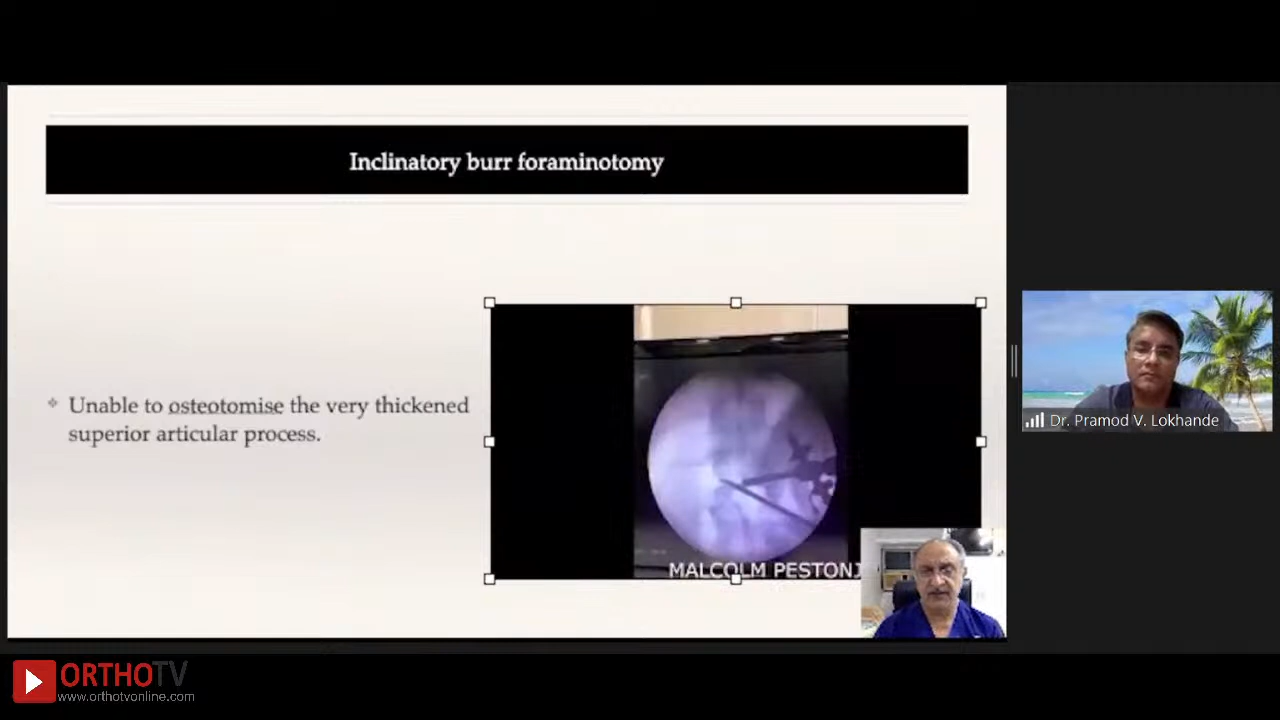 Inclinatory burr foraminotomy
Unable to osteotomise the very thickened
superior articular process.
MALCOLM PESTONJ
Dr. Pramod V. Lokhande
ORTHOTV
www.orthotvonline.com